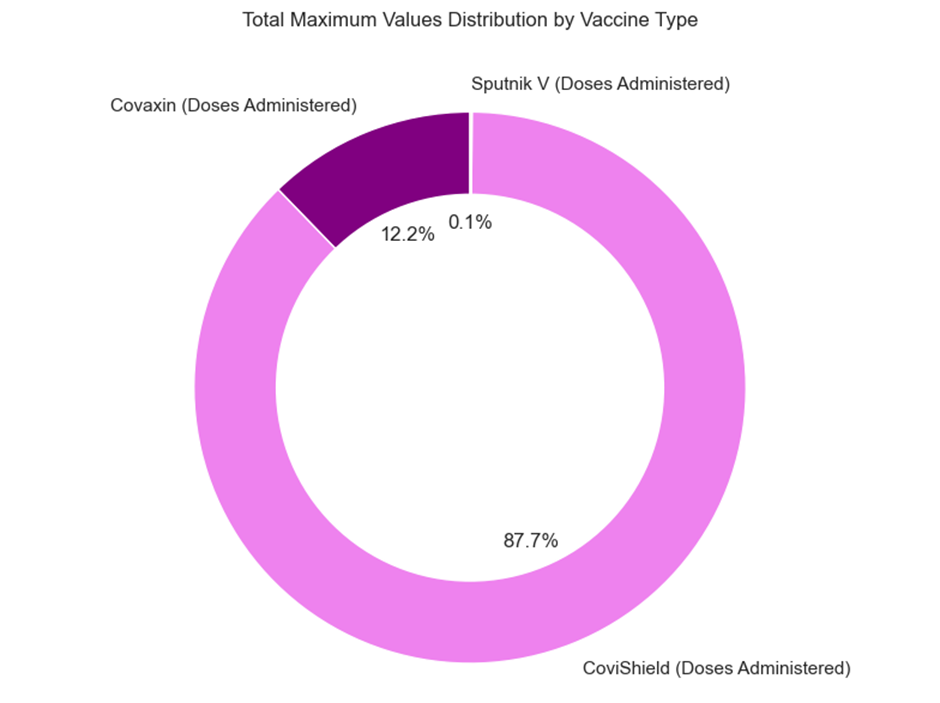 Total Maximum Values Distribution by Vaccine Type
Sputnik V (Doses Administered)
Covaxin (Doses Administered)
12.2%
0.1%
87.7%
CoviShield (Doses Administered)